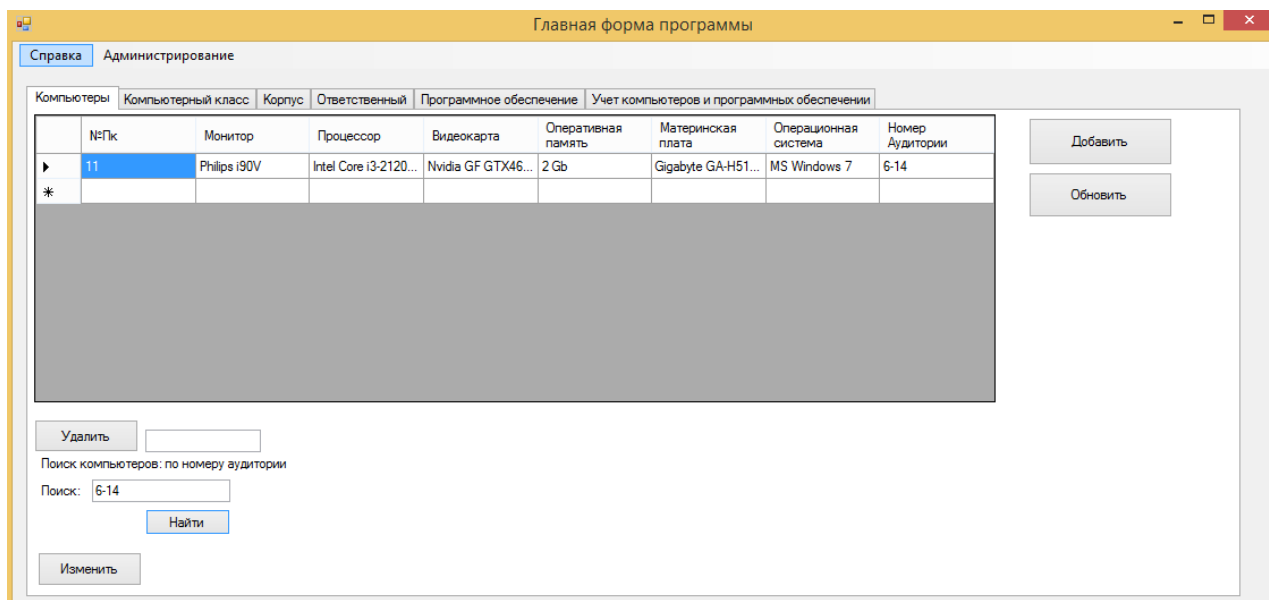 Главная форма программы
Справка Администрирование
Компьютеры Компьютерный класс Корпус Ответственный Программное обеспечение Учет компьютеров и программных обеспечении
№Пк Монитор Процессор Видеокарта Оперативная память Материнская плата Операционная система Номер Аудитории
11 Philips i90V Intel Core i3-2120... Nvidia GF GTX46... 2 Gb Gigabyte GA-H51... MS Windows 7 6-14
Добавить
Обновить
Удалить
Поиск компьютеров: по номеру аудитории
Поиск: 6-14
Найти
Изменить